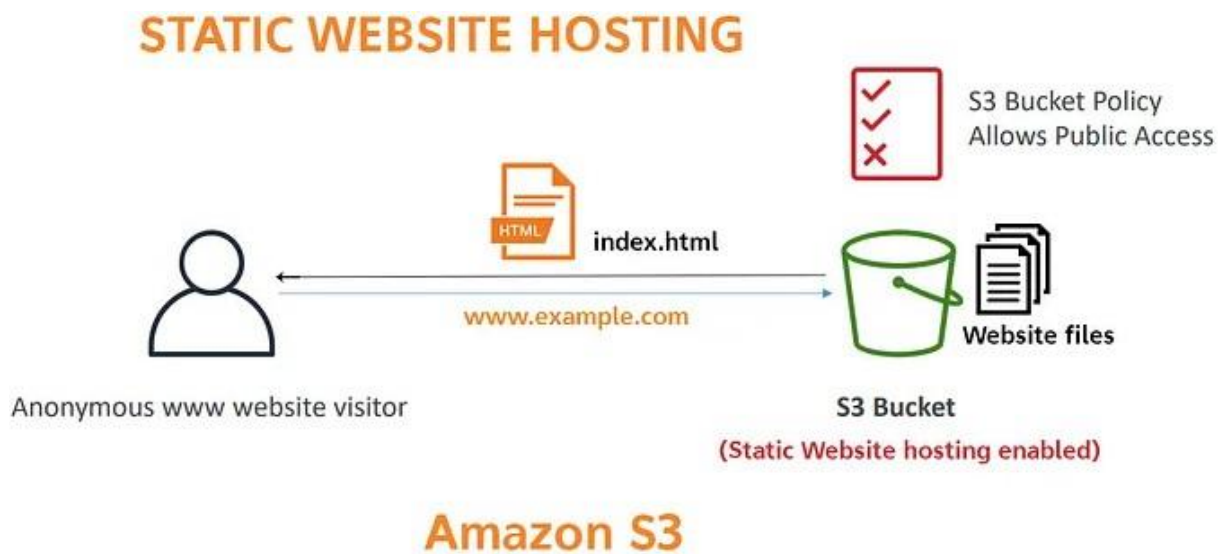 STATIC WEBSITE HOSTING
S3 Bucket Policy
Allows Public Access
HTML
index.html
www.example.com
Website files
Anonymous www website visitor
S3 Bucket
(Static Website hosting enabled)
Amazon S3